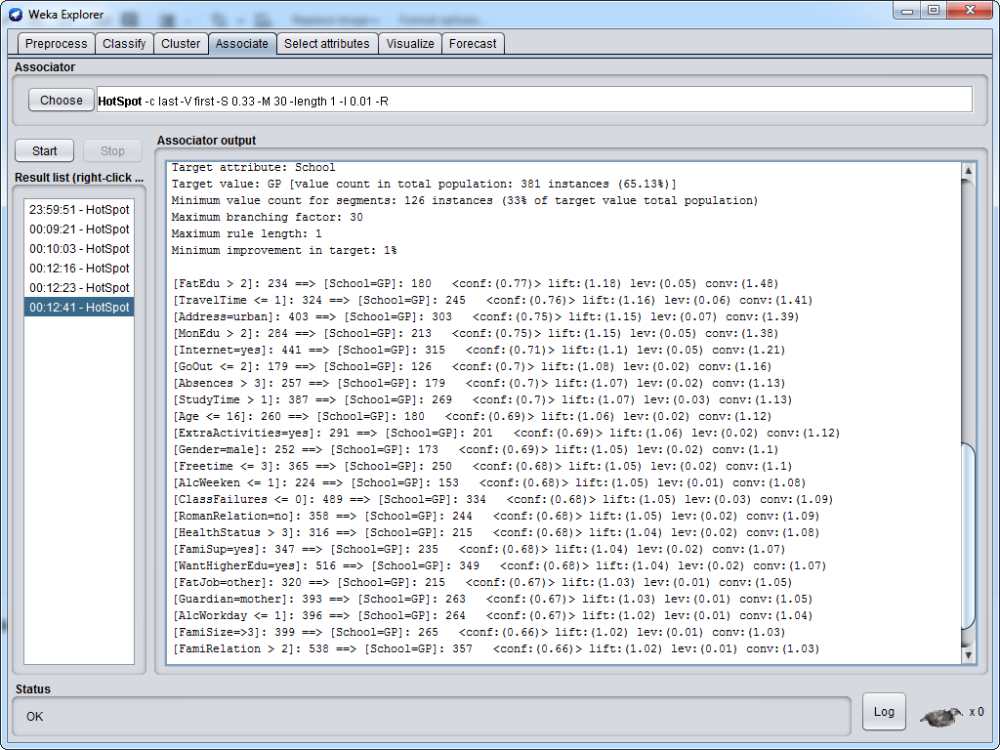 Weka Explorer
Preprocess Classify Cluster Associate Select attributes Visualize Forecast
Associator
Choose HotSpot -c last -V first -S 0.33 -M 30 -length 1 -I 0.01 -R
Start Stop
Result list (right-click ...
23:59:51 - HotSpot
00:09:21 - HotSpot
00:10:03 - HotSpot
00:12:16 - HotSpot
00:12:23 - HotSpot
00:12:41 - HotSpot
Associator output
Target attribute: School
Target value: GP [value count in total population: 381 instances (65.13%)]
Minimum value count for segments: 126 instances (33% of target value total population)
Maximum branching factor: 30
Maximum rule length: 1
Minimum improvement in target: 1%
[FatEdu > 2]: 234 ==> [School=GP]: 180 <conf:(0.77)> lift:(1.18) lev:(0.05) conv:(1.48)
[TravelTime <= 1]: 324 ==> [School=GP]: 245 <conf:(0.76)> lift:(1.16) lev:(0.06) conv:(1.41)
[Address=urban]: 403 ==> [School=GP]: 303 <conf:(0.75)> lift:(1.15) lev:(0.07) conv:(1.39)
[MonEdu > 2]: 284 ==> [School=GP]: 213 <conf:(0.75)> lift:(1.15) lev:(0.05) conv:(1.38)
[Internet=yes]: 441 ==> [School=GP]: 315 <conf:(0.71)> lift:(1.1) lev:(0.05) conv:(1.21)
[GoOut <= 2]: 179 ==> [School=GP]: 126 <conf:(0.7)> lift:(1.08) lev:(0.02) conv:(1.16)
[Absences > 3]: 257 ==> [School=GP]: 179 <conf:(0.7)> lift:(1.07) lev:(0.02) conv:(1.13)
[StudyTime > 1]: 387 ==> [School=GP]: 269 <conf:(0.7)> lift:(1.07) lev:(0.03) conv:(1.13)
[Age <= 16]: 260 ==> [School=GP]: 180 <conf:(0.69)> lift:(1.06) lev:(0.02) conv:(1.12)
[ExtraActivities=yes]: 291 ==> [School=GP]: 201 <conf:(0.69)> lift:(1.06) lev:(0.02) conv:(1.12)
[Gender=male]: 252 ==> [School=GP]: 173 <conf:(0.69)> lift:(1.05) lev:(0.02) conv:(1.1)
[Freetime <= 3]: 365 ==> [School=GP]: 250 <conf:(0.68)> lift:(1.05) lev:(0.02) conv:(1.1)
[AlcWeeken <= 1]: 224 ==> [School=GP]: 153 <conf:(0.68)> lift:(1.05) lev:(0.01) conv:(1.08)
[ClassFailures <= 0]: 489 ==> [School=GP]: 334 <conf:(0.68)> lift:(1.05) lev:(0.03) conv:(1.09)
[RomanRelation=no]: 358 ==> [School=GP]: 244 <conf:(0.68)> lift:(1.05) lev:(0.02) conv:(1.09)
[HealthStatus > 3]: 316 ==> [School=GP]: 215 <conf:(0.68)> lift:(1.04) lev:(0.02) conv:(1.08)
[FamiSup=yes]: 347 ==> [School=GP]: 235 <conf:(0.68)> lift:(1.04) lev:(0.02) conv:(1.07)
[WantHigherEdu=yes]: 516 ==> [School=GP]: 349 <conf:(0.68)> lift:(1.04) lev:(0.02) conv:(1.07)
[FatJob=other]: 320 ==> [School=GP]: 215 <conf:(0.67)> lift:(1.03) lev:(0.01) conv:(1.05)
[Guardian=mother]: 393 ==> [School=GP]: 263 <conf:(0.67)> lift:(1.03) lev:(0.01) conv:(1.05)
[AlcWorkday <= 1]: 396 ==> [School=GP]: 264 <conf:(0.67)> lift:(1.02) lev:(0.01) conv:(1.04)
[FamiSize=>3]: 399 ==> [School=GP]: 265 <conf:(0.66)> lift:(1.02) lev:(0.01) conv:(1.03)
[FamiRelation > 2]: 538 ==> [School=GP]: 357 <conf:(0.66)> lift:(1.02) lev:(0.01) conv:(1.03)
Status
OK
Log
x 0